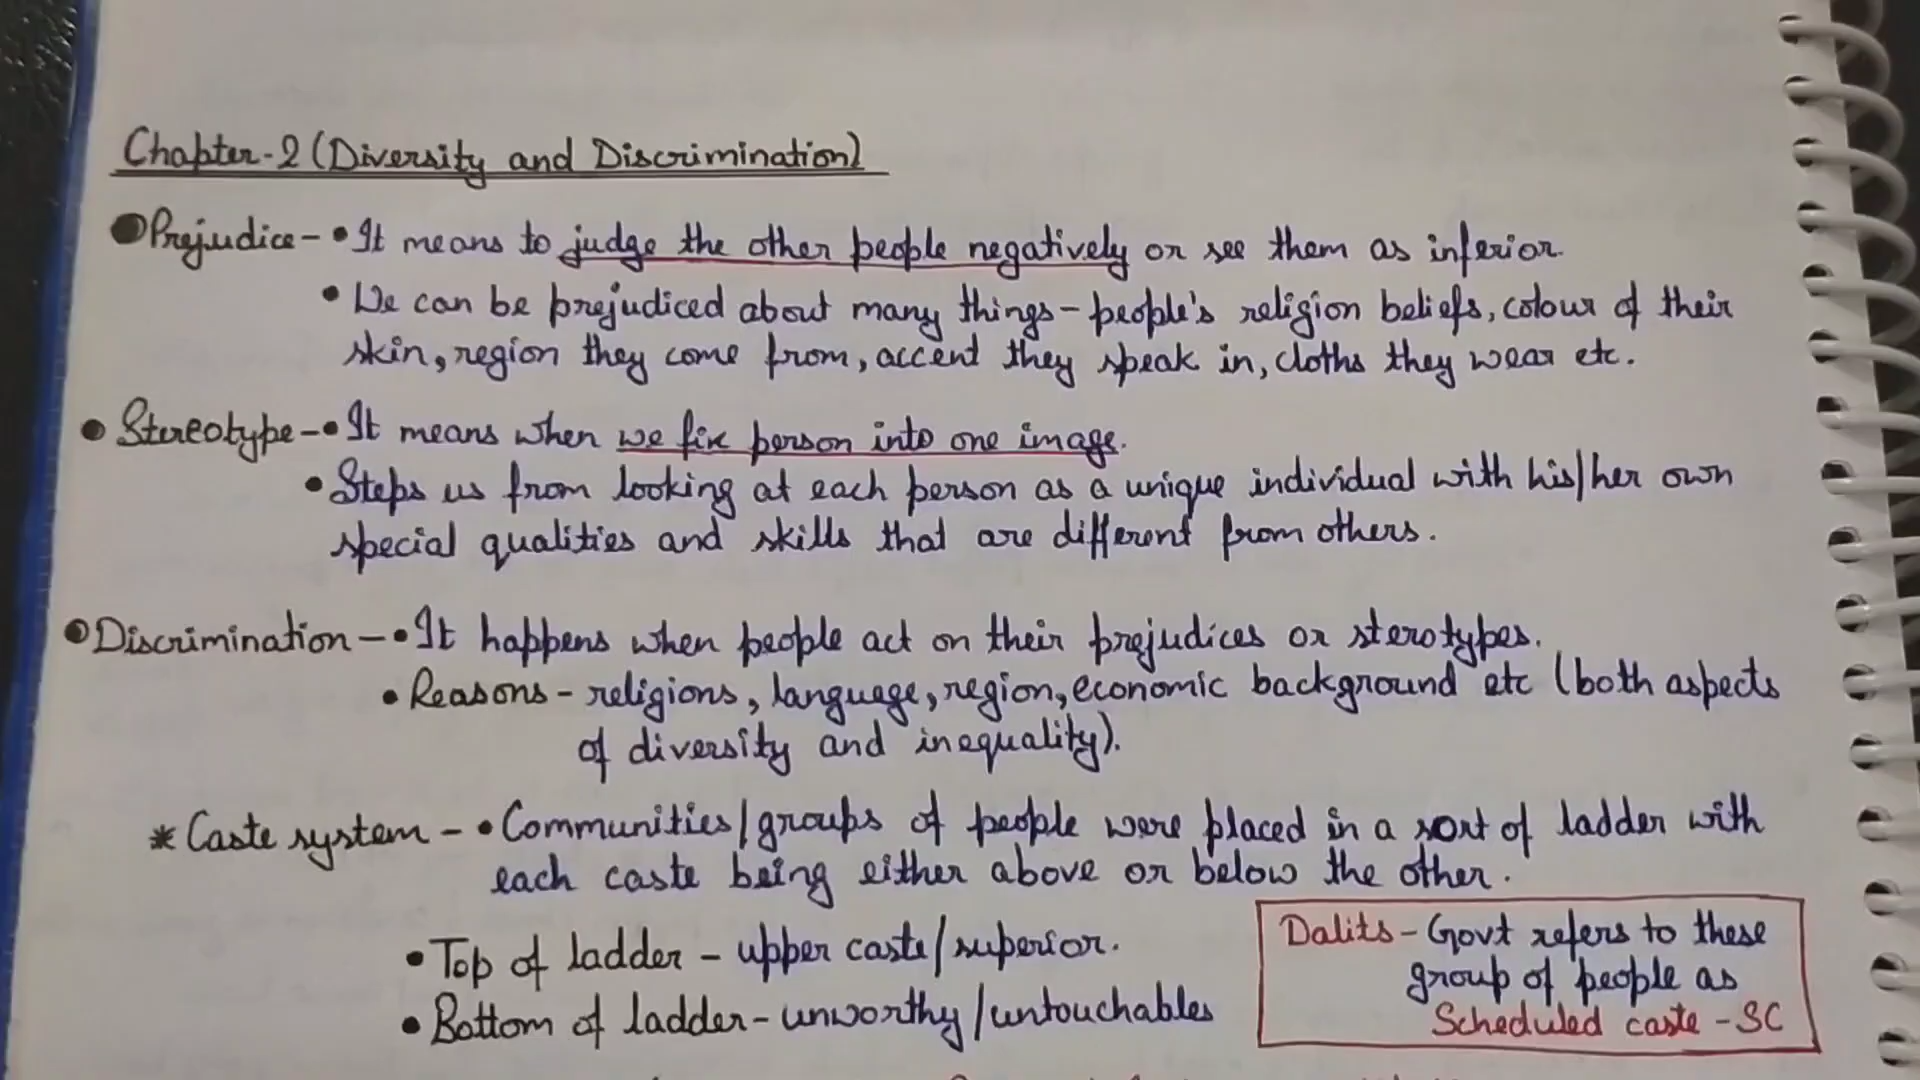 Chapter-2 (Diversity and Discrimination)
Prejudice - • It means to judge the other people negatively or see them as inferior.
• We can be prejudiced about many things - people's religion beliefs, colour of their
skin, region they come from, accent they speak in, cloths they wear etc.
• Stereotype - • It means when we fix person into one image.
• Stops us from looking at each person as a unique individual with his/her own
special qualities and skills that are different from others.
Discrimination - • It happens when people act on their prejudices or sterotypes.
• Reasons - religions, language, region, economic background etc (both aspects
of diversity and inequality).
* Caste system - • Communities/groups of people were placed in a sort of ladder with
each caste being either above or below the other.
• Top of ladder - upper caste/superior.
• Bottom of ladder - unworthy/untouchables
Dalits - Govt refers to these
group of people as
Scheduled caste - SC